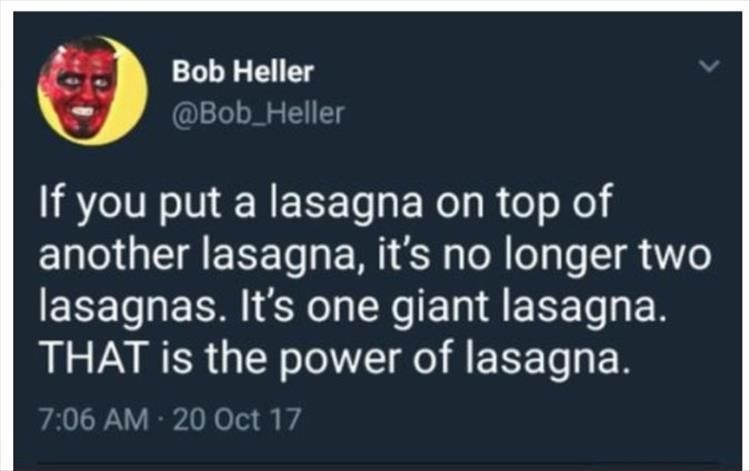 Bob Heller
@Bob_Heller
If you put a lasagna on top of
another lasagna, it's no longer two
lasagnas. It's one giant lasagna.
THAT is the power of lasagna.
7:06 AM · 20 Oct 17